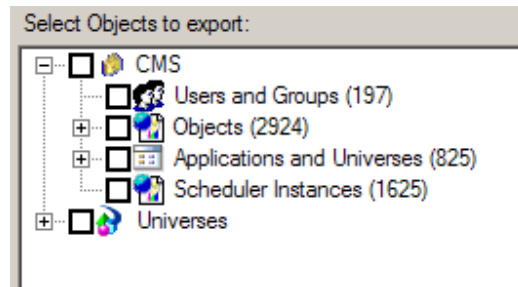 Select Objects to export:
CMS
Users and Groups (197)
Objects (2924)
Applications and Universes (825)
Scheduler Instances (1625)
Universes